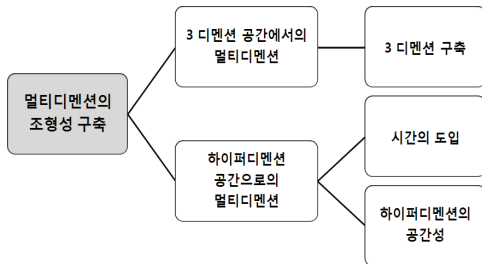 멀티디멘션의
조형성 구축
3 디멘션 공간에서의
멀티디멘션
3 디멘션 구축
하이퍼디멘션
공간으로의
멀티디멘션
시간의 도입
하이퍼디멘션의
공간성